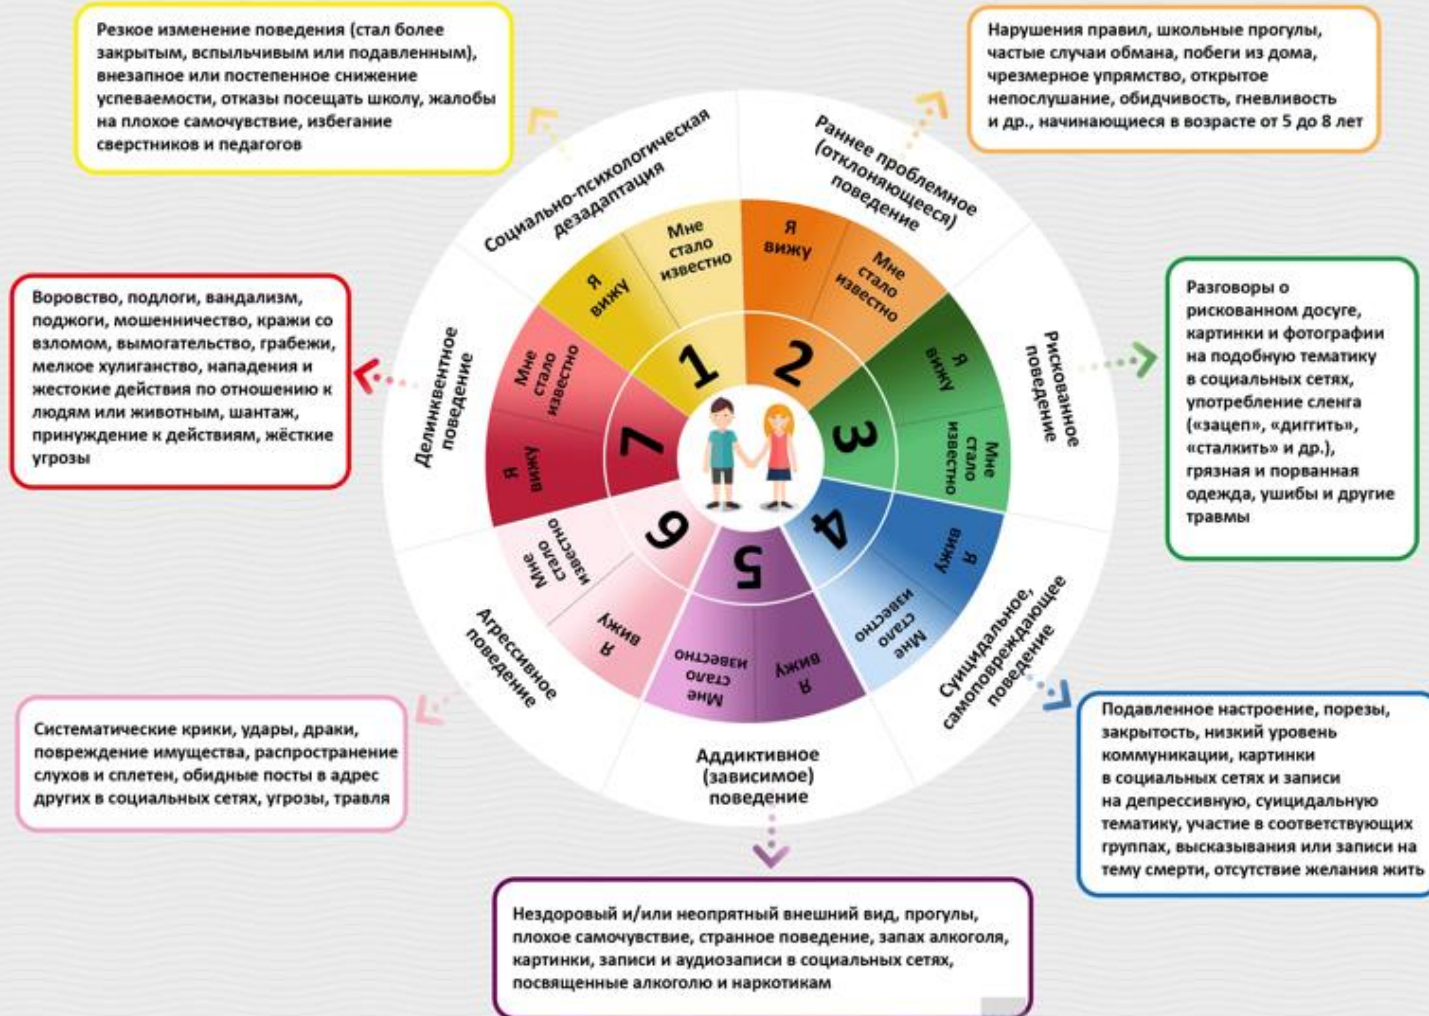 Резкое изменение поведения (стал более
закрытым, вспыльчивым или подавленным),
внезапное или постепенное снижение
успеваемости, отказы посещать школу, жалобы
на плохое самочувствие, избегание
сверстников и педагогов
Нарушения правил, школьные прогулы,
частые случаи обмана, побеги из дома,
чрезмерное упрямство, открытое
непослушание, обидчивость, гневливость
и др., начинающиеся в возрасте от 5 до 8 лет
Социально-психологическая
дезадаптация
Я
вижу
Мне
стало
известно
1
Раннее проблемное
(отклоняющееся)
поведение
Я
вижу
Мне
стало
известно
2
Рискованное
поведение
Я
вижу
Мне
стало
известно
3
Разговоры о
рискованном досуге,
картинки и фотографии
на подобную тематику
в социальных сетях,
употребление сленга
(«зацеп», «диггить»,
«сталкить» и др.),
грязная и порванная
одежда, ушибы и другие
травмы
Суицидальное,
самоповреждающее
поведение
Я
вижу
Мне
стало
известно
4
Подавленное настроение, порезы,
закрытость, низкий уровень
коммуникации, картинки
в социальных сетях и записи
на депрессивную, суицидальную
тематику, участие в соответствующих
группах, высказывания или записи на
тему смерти, отсутствие желания жить
5
Я
вижу
Мне
стало
известно
Аддиктивное
(зависимое)
поведение
Нездоровый и/или неопрятный внешний вид, прогулы,
плохое самочувствие, странное поведение, запах алкоголя,
картинки, записи и аудиозаписи в социальных сетях,
посвященные алкоголю и наркотикам
6
Я
вижу
Мне
стало
известно
Агрессивное
поведение
Систематические крики, удары, драки,
повреждение имущества, распространение
слухов и сплетен, обидные посты в адрес
других в социальных сетях, угрозы, травля
7
Я
вижу
Мне
стало
известно
Делинквентное
поведение
Воровство, подлоги, вандализм,
поджоги, мошенничество, кражи со
взломом, вымогательство, грабежи,
мелкое хулиганство, нападения и
жестокие действия по отношению к
людям или животным, шантаж,
принуждение к действиям, жёсткие
угрозы